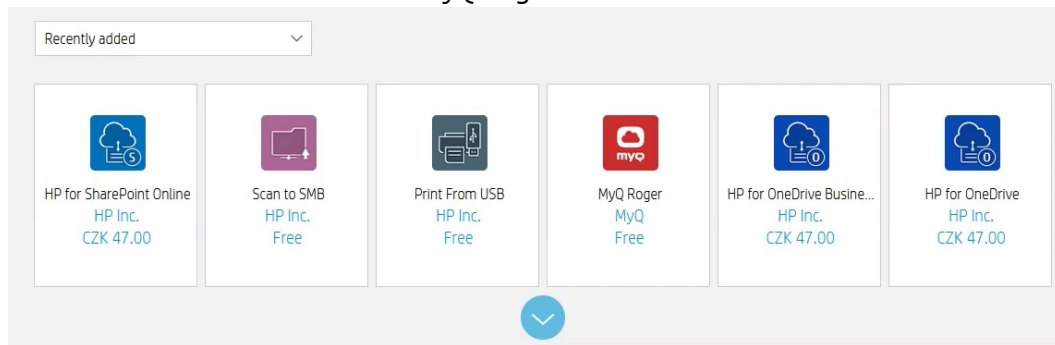 Recently added
S
myQ
0
0
HP for SharePoint Online
HP Inc.
CZK 47.00
Scan to SMB
HP Inc.
Free
Print From USB
HP Inc.
Free
MyQ Roger
MyQ
Free
HP for OneDrive Busine...
HP Inc.
CZK 47.00
HP for OneDrive
HP Inc.
CZK 47.00